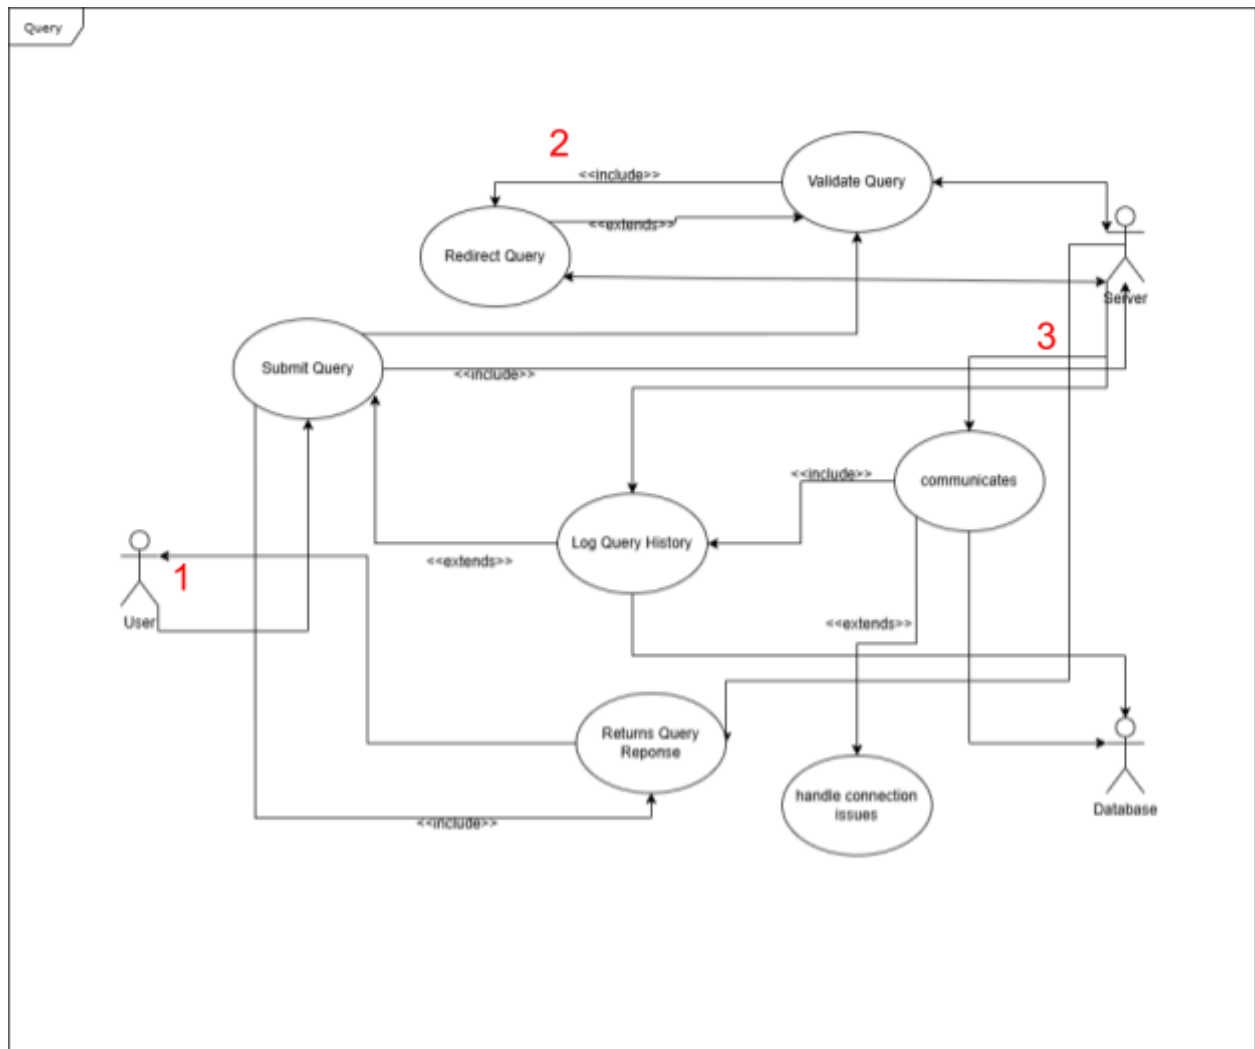 Query
2
<<include>>
Validate Query
<<extends>>
Redirect Query
Server
3
Submit Query
<<include>>
<<include>>
communicates
Log Query History
<<extends>>
1
User
<<extends>>
Returns Query
Reponse
handle connection
issues
Database
<<include>>